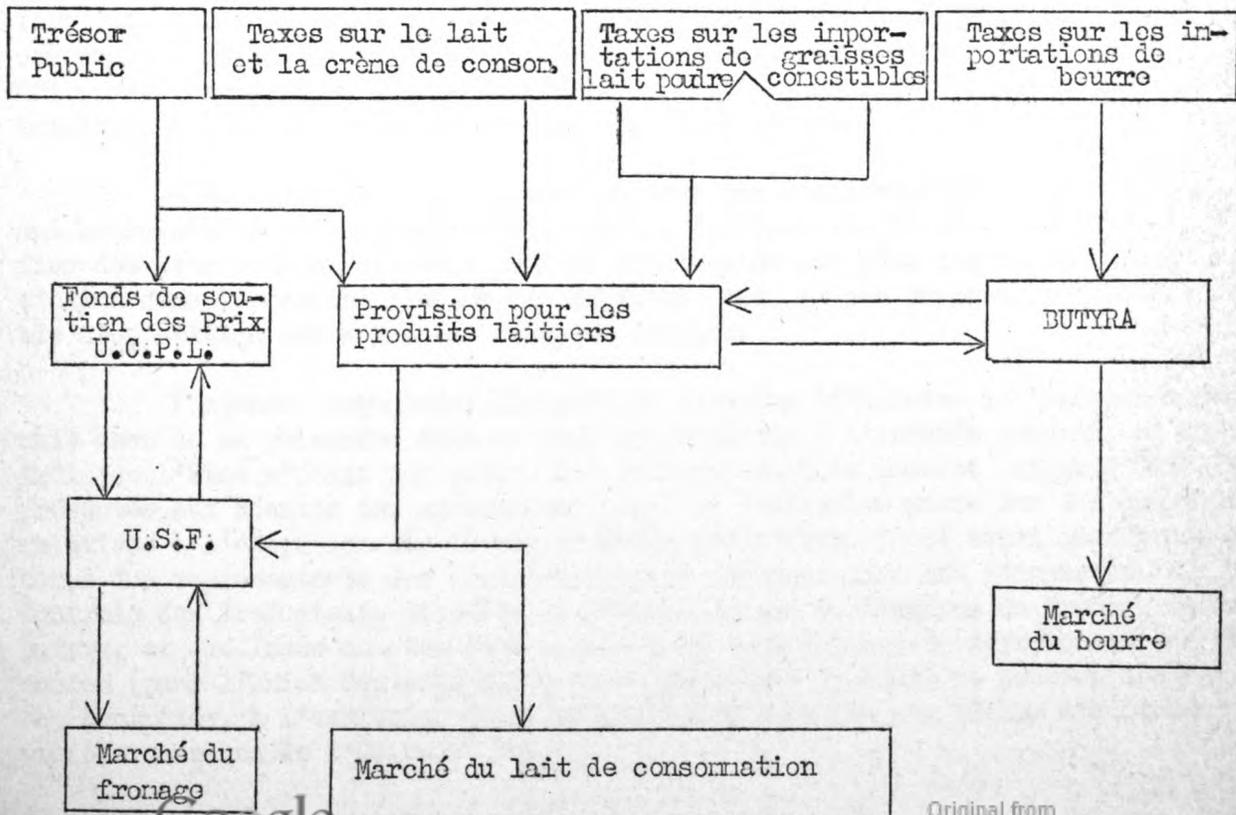 Trésor
Public
Taxes sur le lait
et la crème de consom.
Taxes sur les impor-
tations de graisses
lait poudre comestibles
Taxes sur les im-
portations de
beurre
Fonds de sou-
tien des Prix
U.C.P.L.
Provision pour les
produits laitiers
BUTYRA
U.S.F.
Marché
du beurre
Marché du
fromage
Marché du lait de consommation
Google
Original from